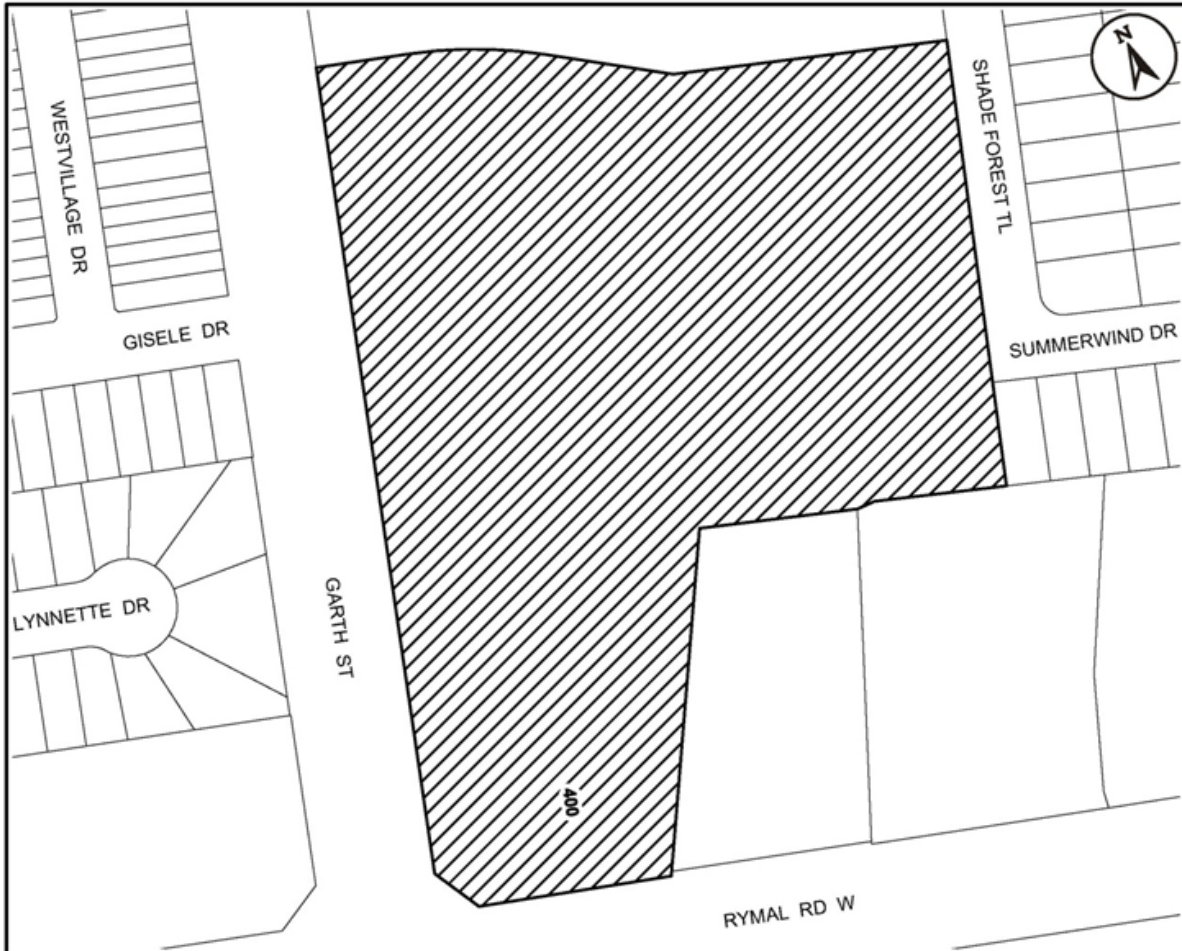 WESTVILLAGE DR
SHADE FOREST TL
N
GISELE DR
SUMMERWIND DR
LYNNETTE DR
GARTH ST
400
RYMAL RD W